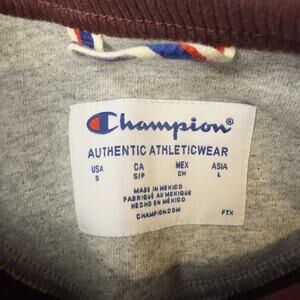 Champion®
AUTHENTIC ATHLETICWEAR
USA CA MEX ASIA
S S/P CH L
MADE IN MEXICO
FABRIQUÉ AU MEXIQUE
HECHO EN MÉXICO
CHAMPION.COM FTX